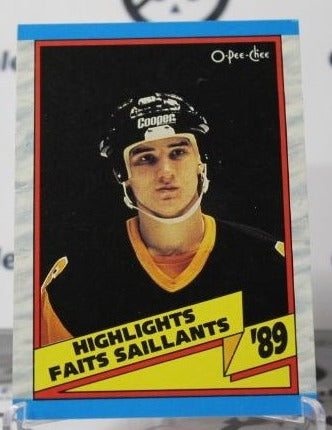 O-Pee-Chee
Cooper
HIGHLIGHTS
FAITS SAILLANTS
'89